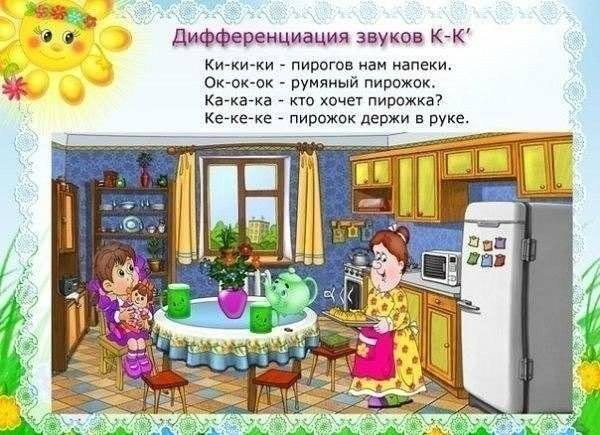 Дифференциация звуков К-К’
Ки-ки-ки - пирогов нам напеки.
Ок-ок-ок - румяный пирожок.
Ка-ка-ка - кто хочет пирожка?
Ке-ке-ке - пирожок держи в руке.